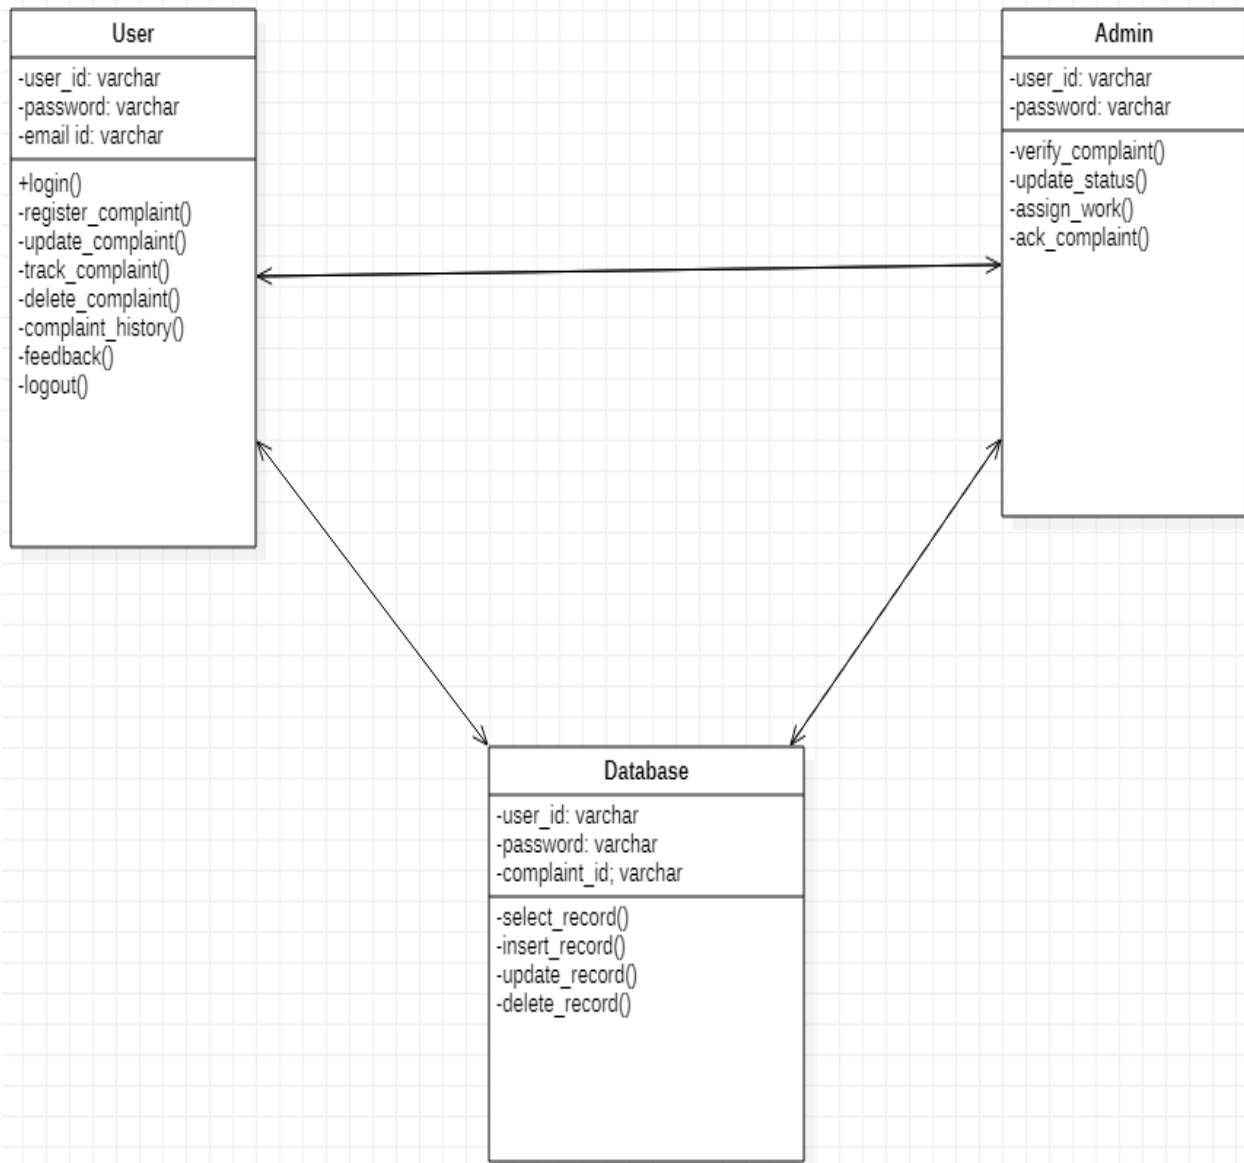 User
-user_id: varchar
-password: varchar
-email id: varchar
+login()
-register_complaint()
-update_complaint()
-track_complaint()
-delete_complaint()
-complaint_history()
-feedback()
-logout()
Admin
-user_id: varchar
-password: varchar
-verify_complaint()
-update_status()
-assign_work()
-ack_complaint()
Database
-user_id: varchar
-password: varchar
-complaint_id; varchar
-select_record()
-insert_record()
-update_record()
-delete_record()